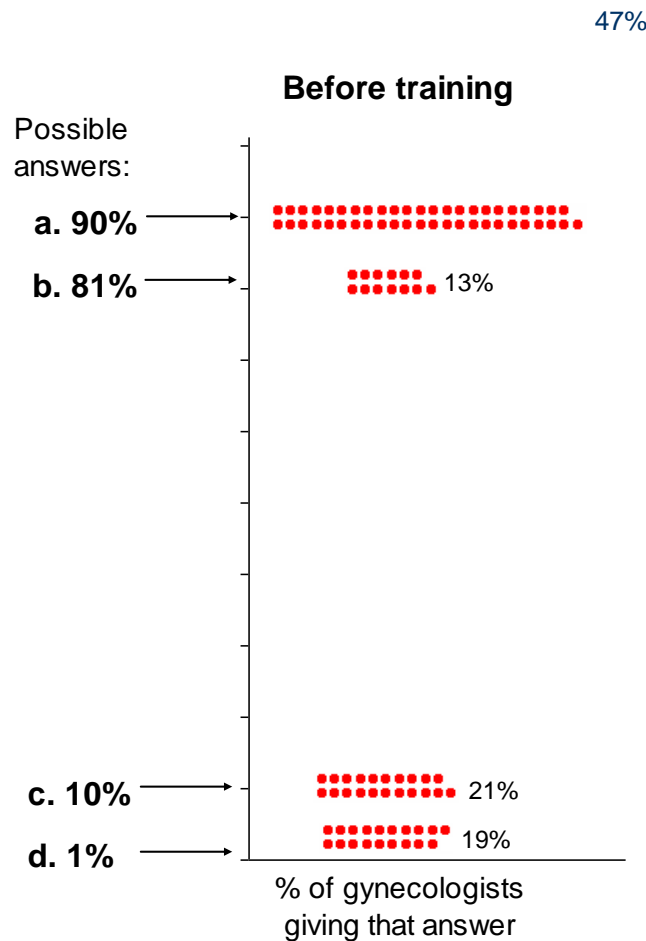 47%
Before training
Possible
answers:
a. 90%
b. 81%
13%
c. 10%
21%
d. 1%
19%
% of gynecologists
giving that answer